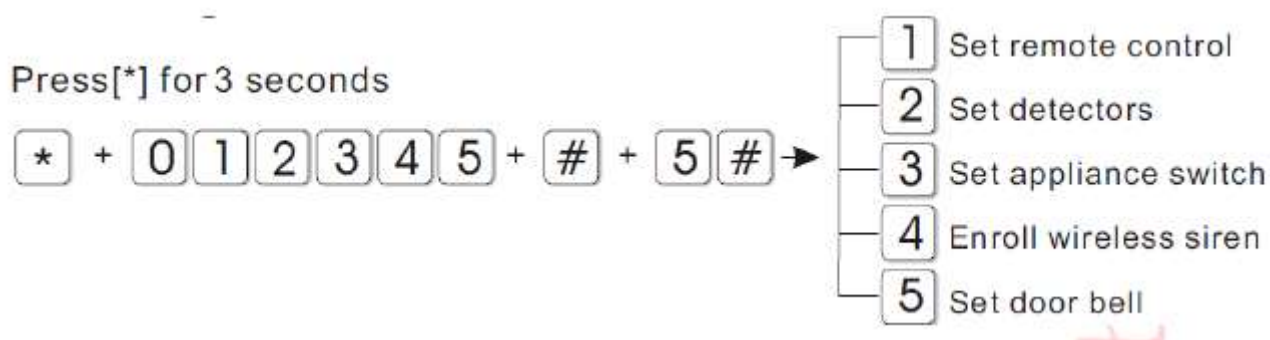 Press[*] for 3 seconds
* + 0 1 2 3 4 5 + # + 5 #
1 Set remote control
2 Set detectors
3 Set appliance switch
4 Enroll wireless siren
5 Set door bell